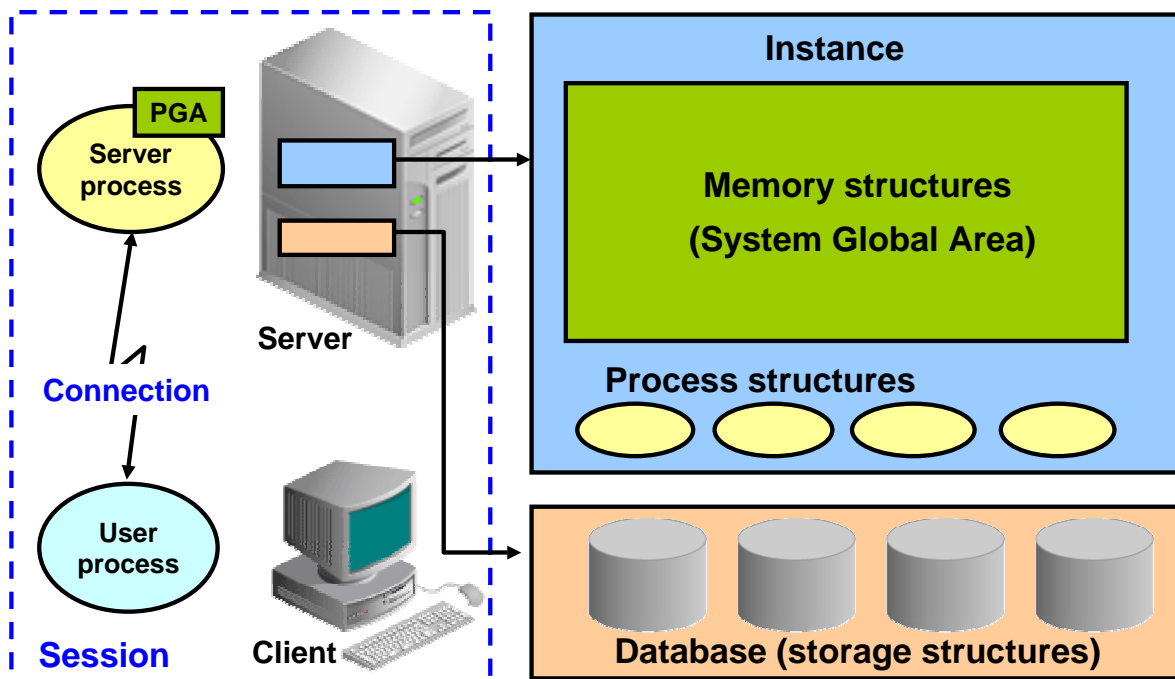 PGA
Server
process
Connection
User
process
Session
Server
Client
Instance
Memory structures
(System Global Area)
Process structures
Database (storage structures)